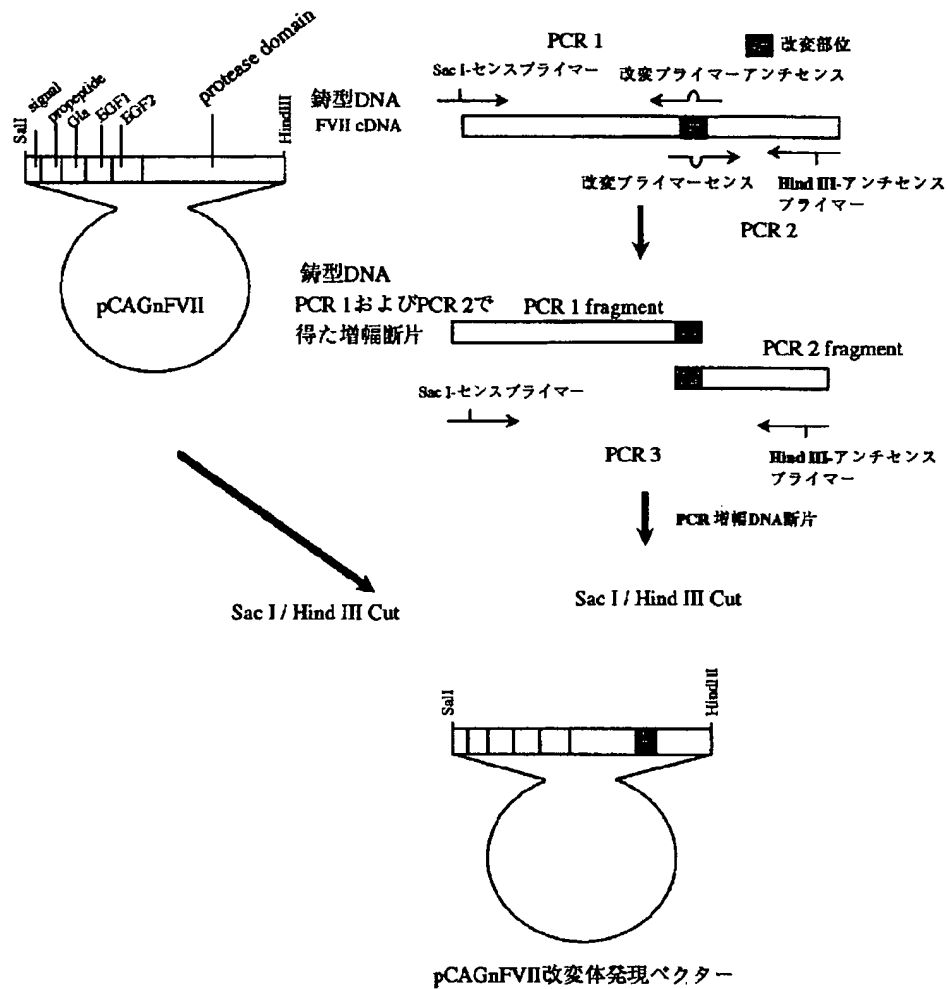 SalI
signal
propeptide
Gla
EGF1
EGF2
protease domain
HindIII
pCAGnFVII
PCR 1
改変部位
Sac I-センスプライマー
改変プライマーアンチセンス
鋳型DNA
FVII cDNA
改変プライマーセンス
Hind III-アンチセンス
プライマー
PCR 2
鋳型DNA
PCR 1およびPCR 2で
得た増幅断片
PCR 1 fragment
PCR 2 fragment
Sac I-センスプライマー
PCR 3
Hind III-アンチセンス
プライマー
PCR 増幅DNA断片
Sac I / Hind III Cut
Sac I / Hind III Cut
SalI
HindIII
pCAGnFVII改変体発現ベクター